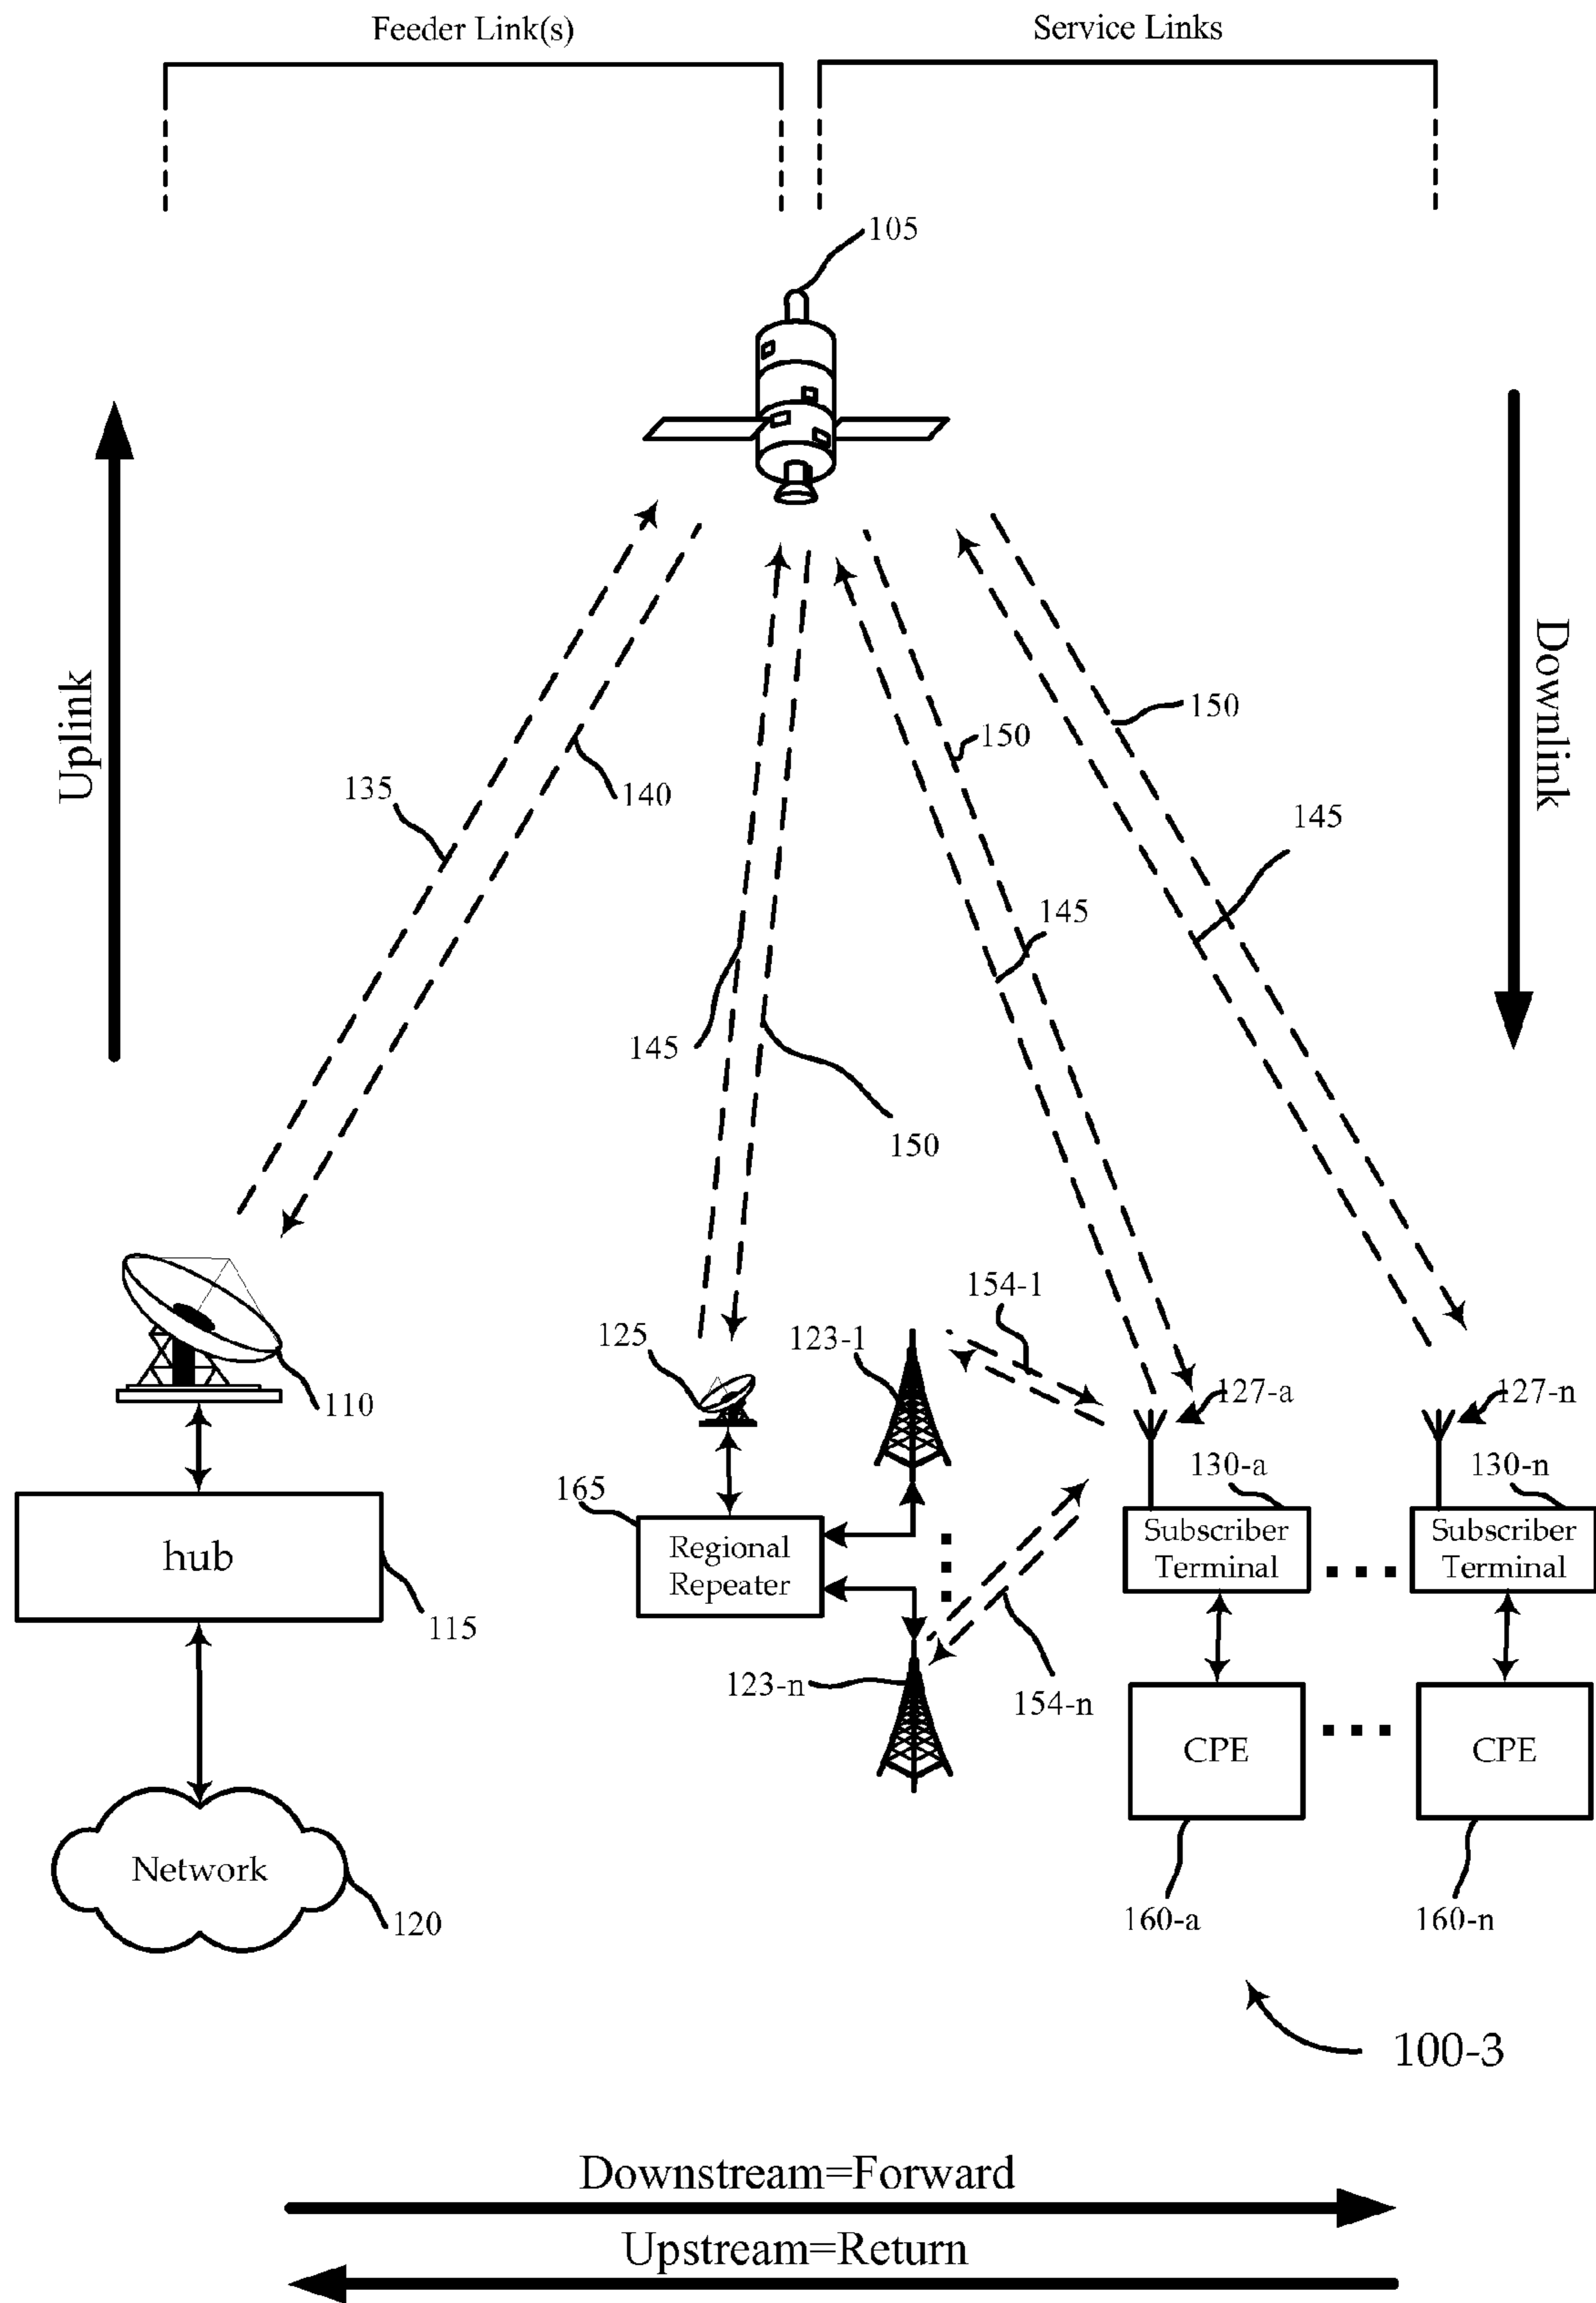 Feeder Link(s)
Service Links
105
Uplink
Downlink
150
150
135
140
145
145
145
150
154-1
125
123-1
110
127-a
127-n
130-a
130-n
165
hub
Regional
Repeater
Subscriber
Terminal
Subscriber
Terminal
115
123-n
154-n
CPE
CPE
Network
120
160-a
160-n
100-3
Downstream=Forward
Upstream=Return